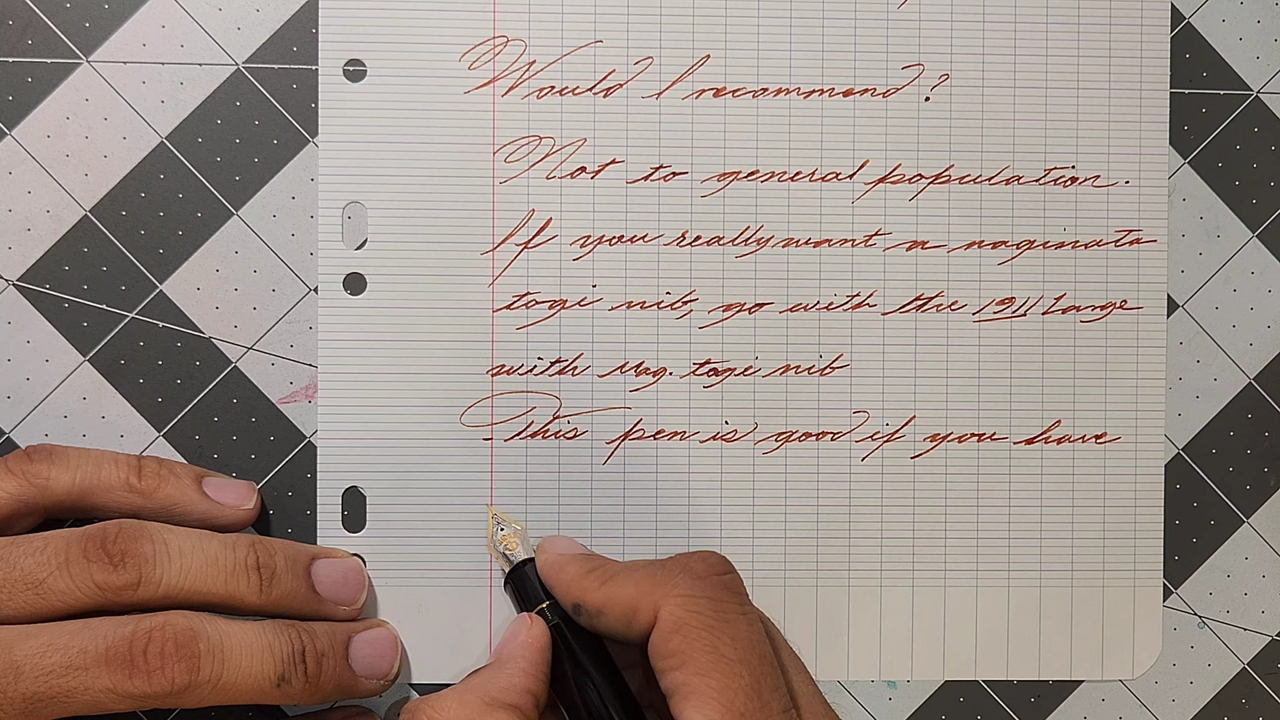 Would I recommend?
Not to general population.
If you really want a naginata
togi nib, go with the 1911 Large
with Nag. togi nib
This pen is good if you have